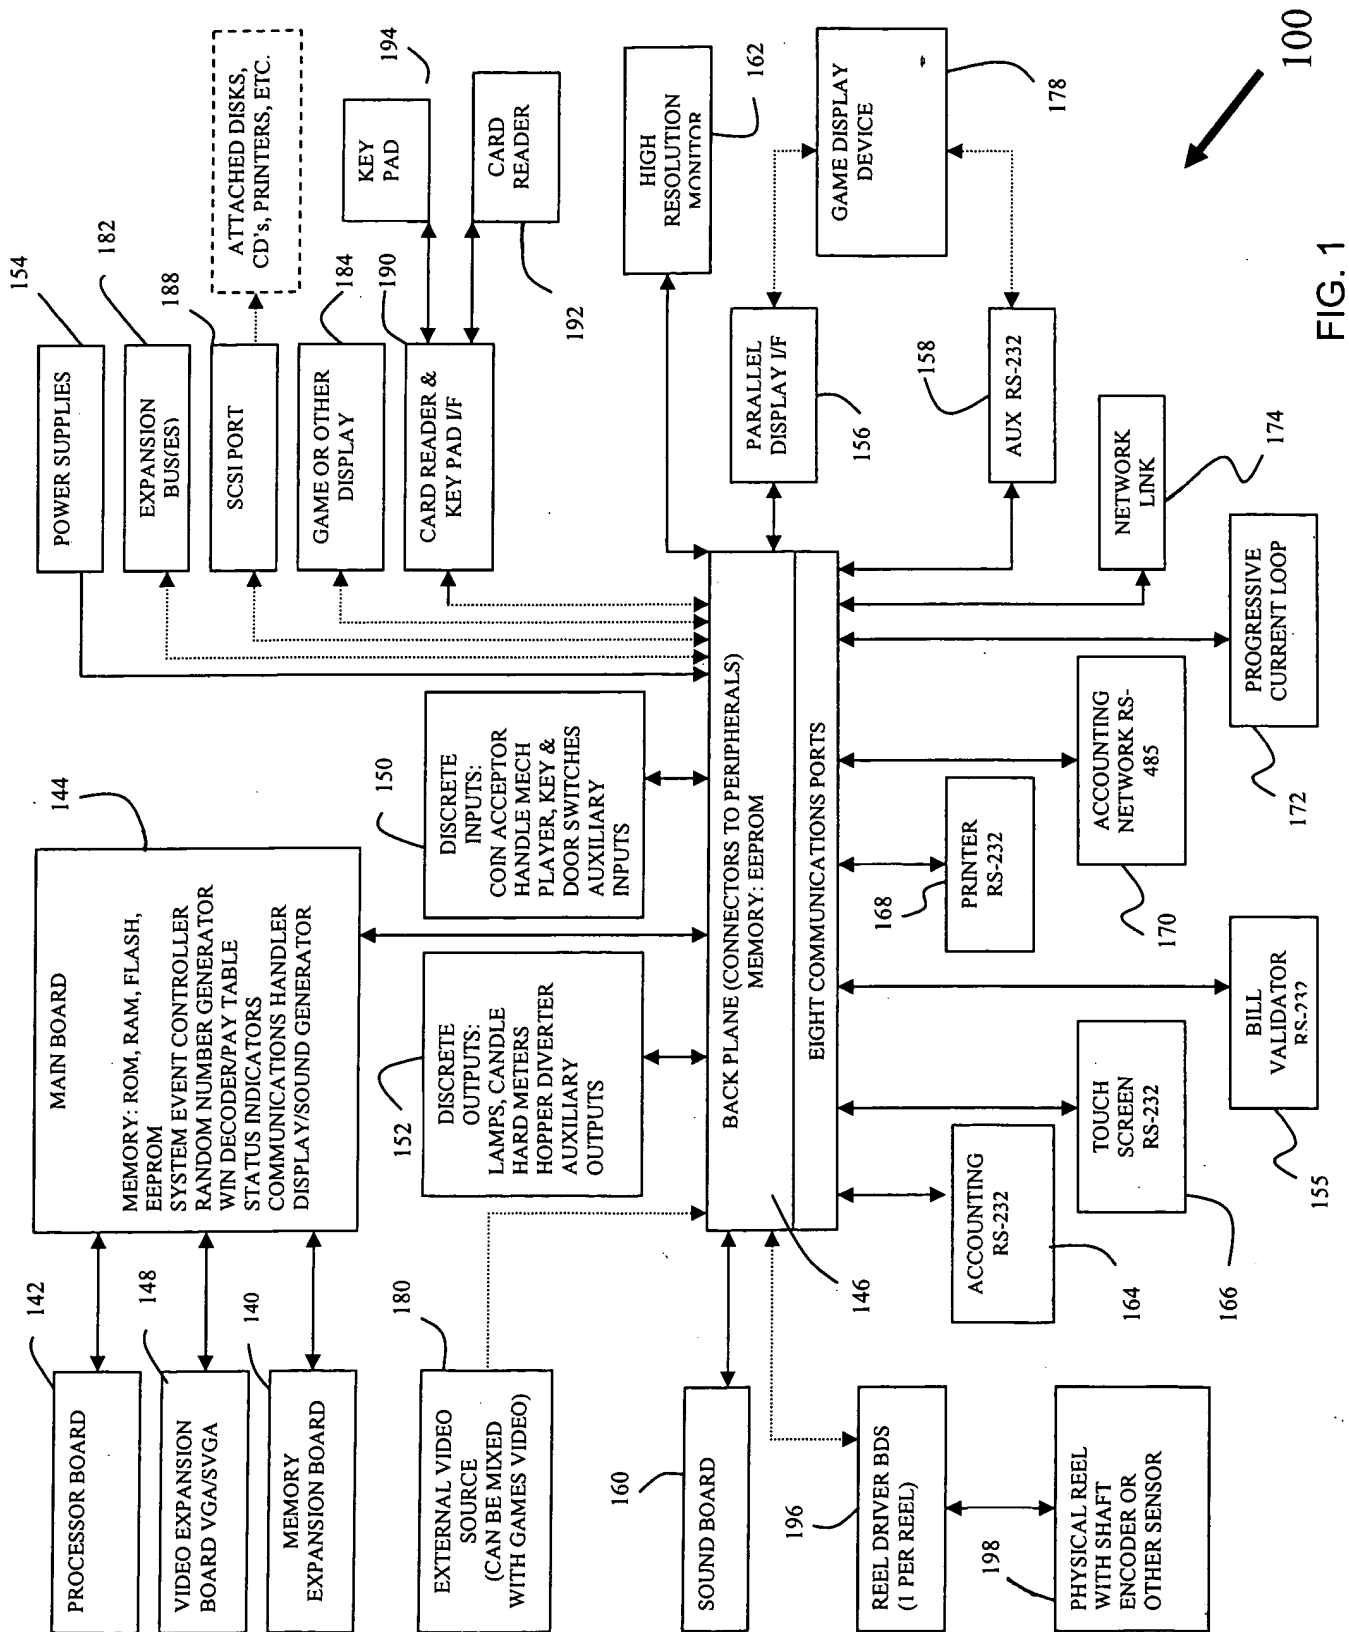 PROCESSOR BOARD
142
VIDEO EXPANSION
BOARD VGA/SVGA
148
MEMORY
EXPANSION BOARD
140
MAIN BOARD
MEMORY: ROM, RAM, FLASH,
EEPROM
SYSTEM EVENT CONTROLLER
RANDOM NUMBER GENERATOR
WIN DECODER/PAY TABLE
STATUS INDICATORS
COMMUNICATIONS HANDLER
DISPLAY/SOUND GENERATOR
144
POWER SUPPLIES
154
EXPANSION
BUS(ES)
182
SCSI PORT
188
ATTACHED DISKS,
CD's, PRINTERS, ETC.
GAME OR OTHER
DISPLAY
184
CARD READER &
KEY PAD I/F
190
KEY
PAD
194
CARD
READER
192
EXTERNAL VIDEO
SOURCE
(CAN BE MIXED
WITH GAMES VIDEO)
180
DISCRETE
OUTPUTS:
LAMPS, CANDLE
HARD METERS
HOPPER DIVERTER
AUXILIARY
OUTPUTS
152
DISCRETE
INPUTS:
COIN ACCEPTOR
HANDLE MECH
PLAYER, KEY &
DOOR SWITCHES
AUXILIARY
INPUTS
150
HIGH
RESOLUTION
MONITOR
162
SOUND BOARD
160
BACK PLANE (CONNECTORS TO PERIPHERALS)
MEMORY: EEPROM
EIGHT COMMUNICATIONS PORTS
146
PARALLEL
DISPLAY I/F
156
GAME DISPLAY
DEVICE
178
REEL DRIVER BDS
(1 PER REEL)
196
PHYSICAL REEL
WITH SHAFT
ENCODER OR
OTHER SENSOR
198
ACCOUNTING
RS-232
164
TOUCH
SCREEN
RS-232
166
BILL
VALIDATOR
RS-232
155
PRINTER
RS-232
168
ACCOUNTING
NETWORK RS-
485
170
PROGRESSIVE
CURRENT LOOP
172
NETWORK
LINK
174
AUX RS-232
158
100
FIG. 1